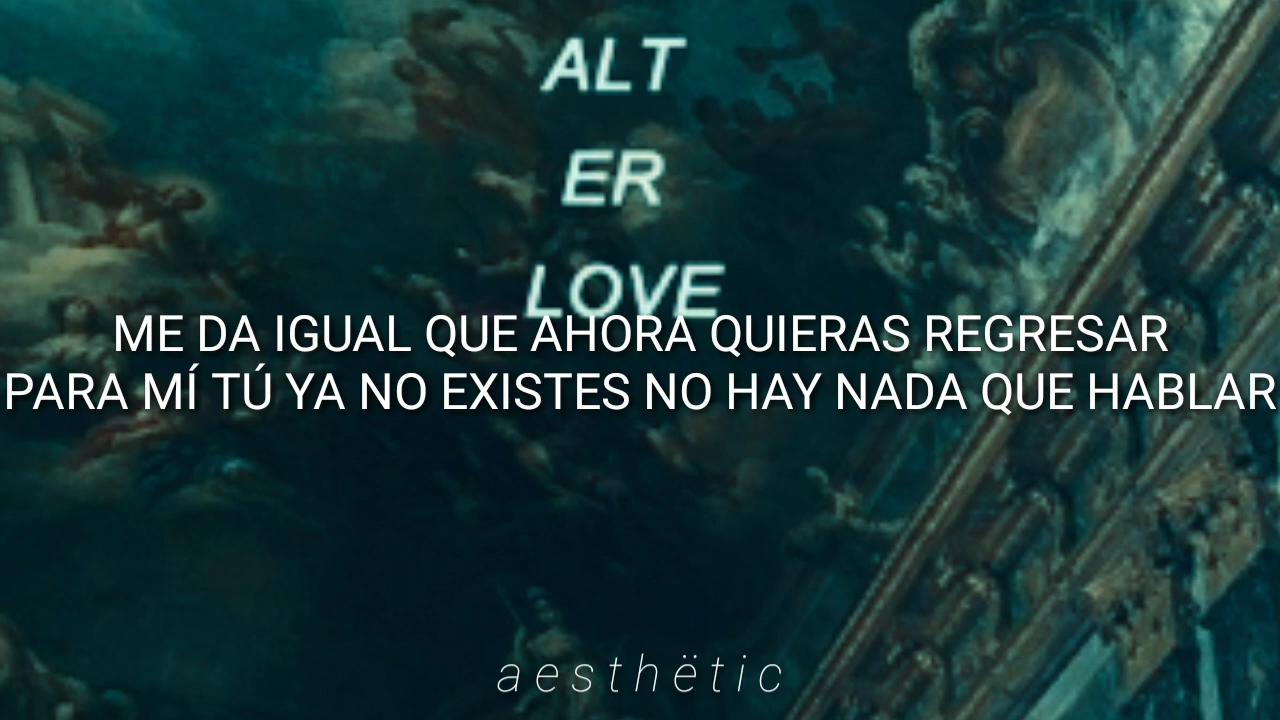 ALT
ER
LOVE
ME DA IGUAL QUE AHORA QUIERAS REGRESAR
PARA MÍ TÚ YA NO EXISTES NO HAY NADA QUE HABLAR
aesthëtic